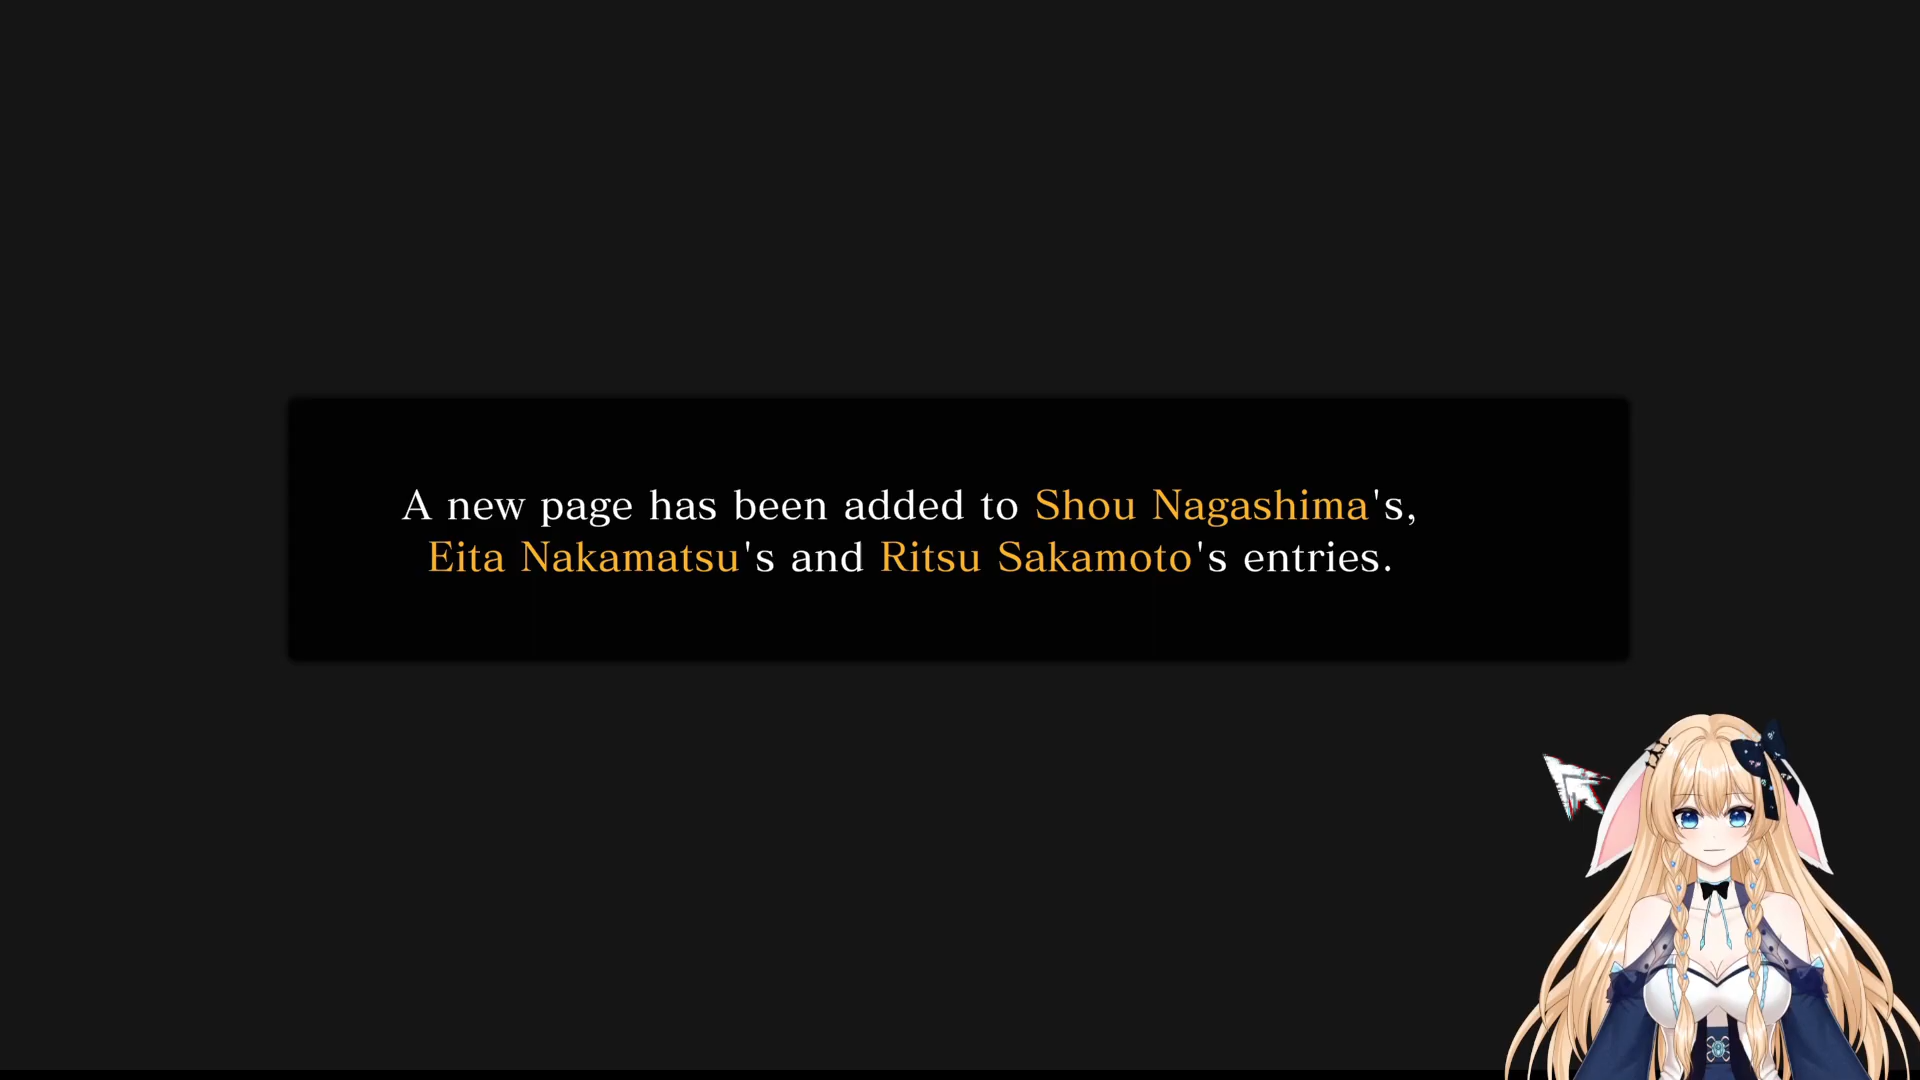 A new page has been added to Shou Nagashima's,
Eita Nakamatsu's and Ritsu Sakamoto's entries.